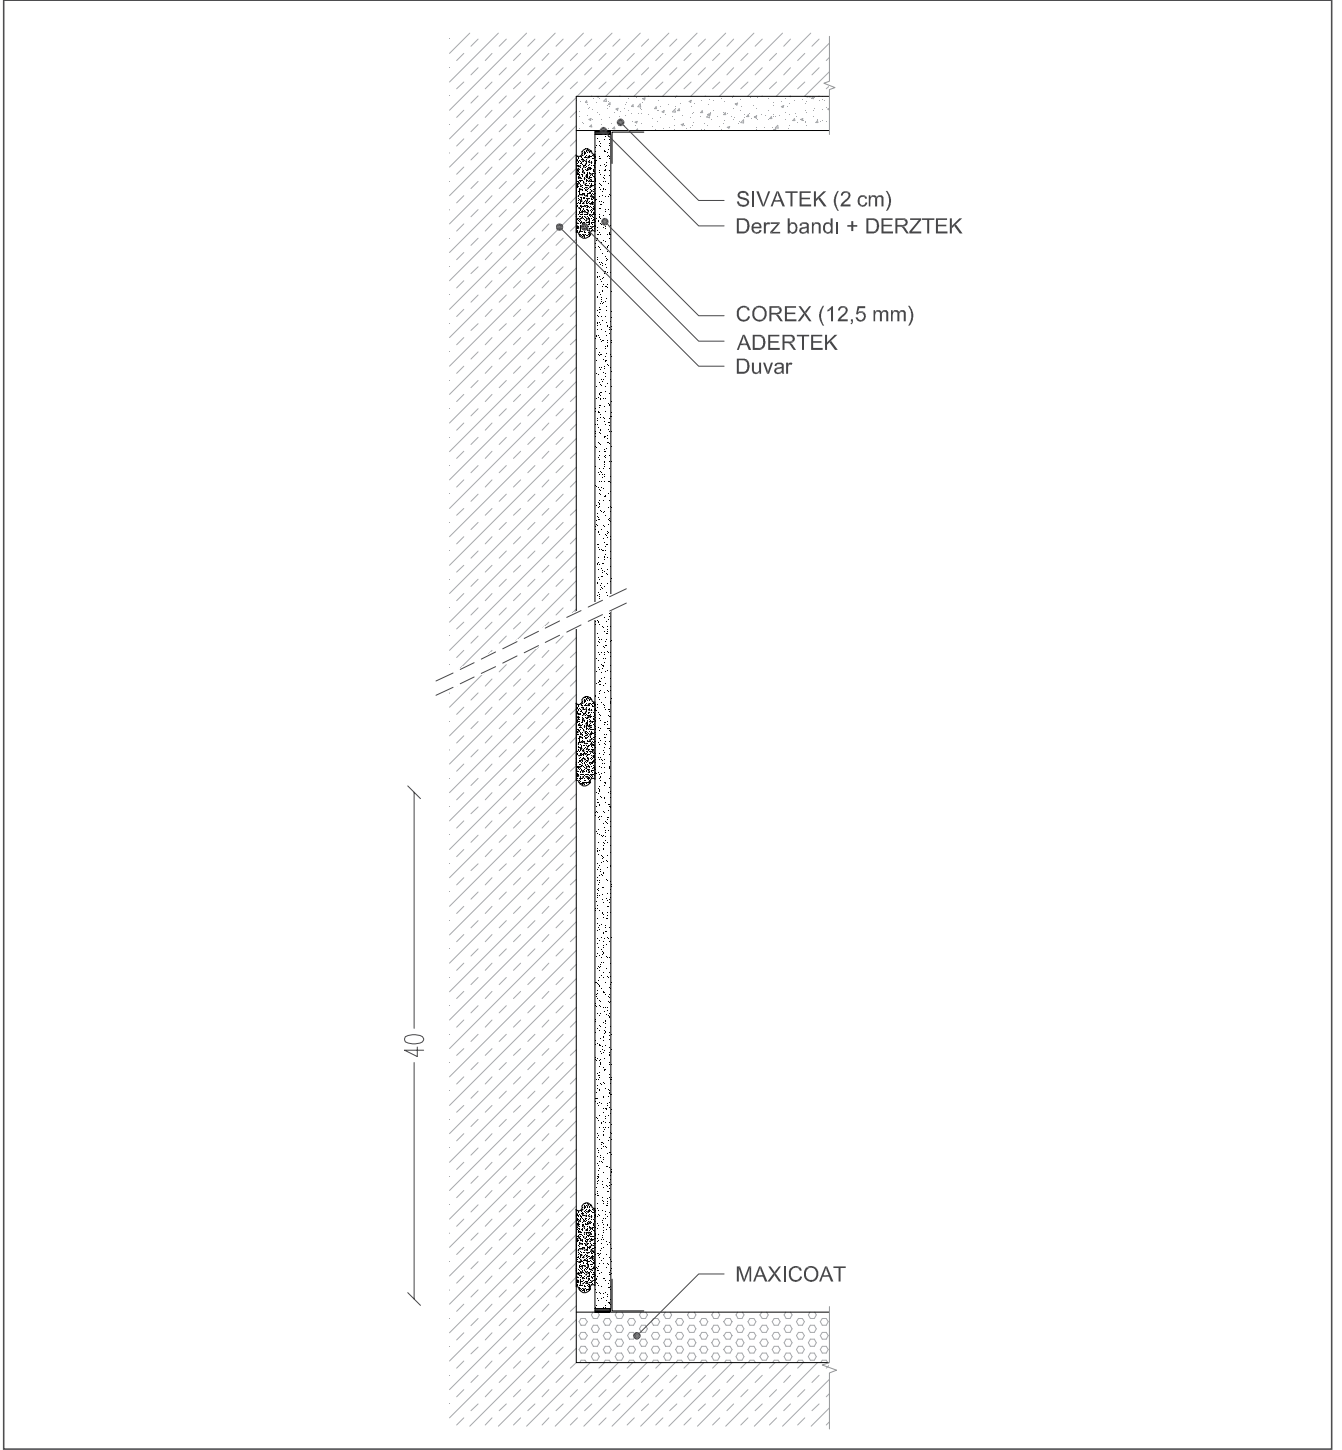 SIVATEK (2 cm)
Derz bandı + DERZTEK
COREX (12,5 mm)
ADERTEK
Duvar
40
MAXICOAT